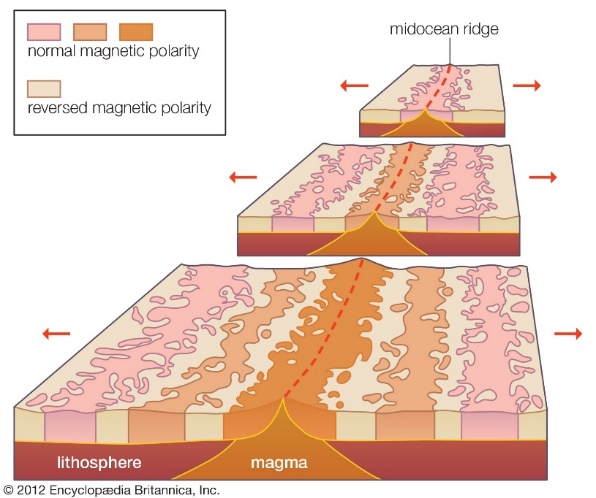 normal magnetic polarity
reversed magnetic polarity
midocean ridge
lithosphere
magma
© 2012 Encyclopædia Britannica, Inc.